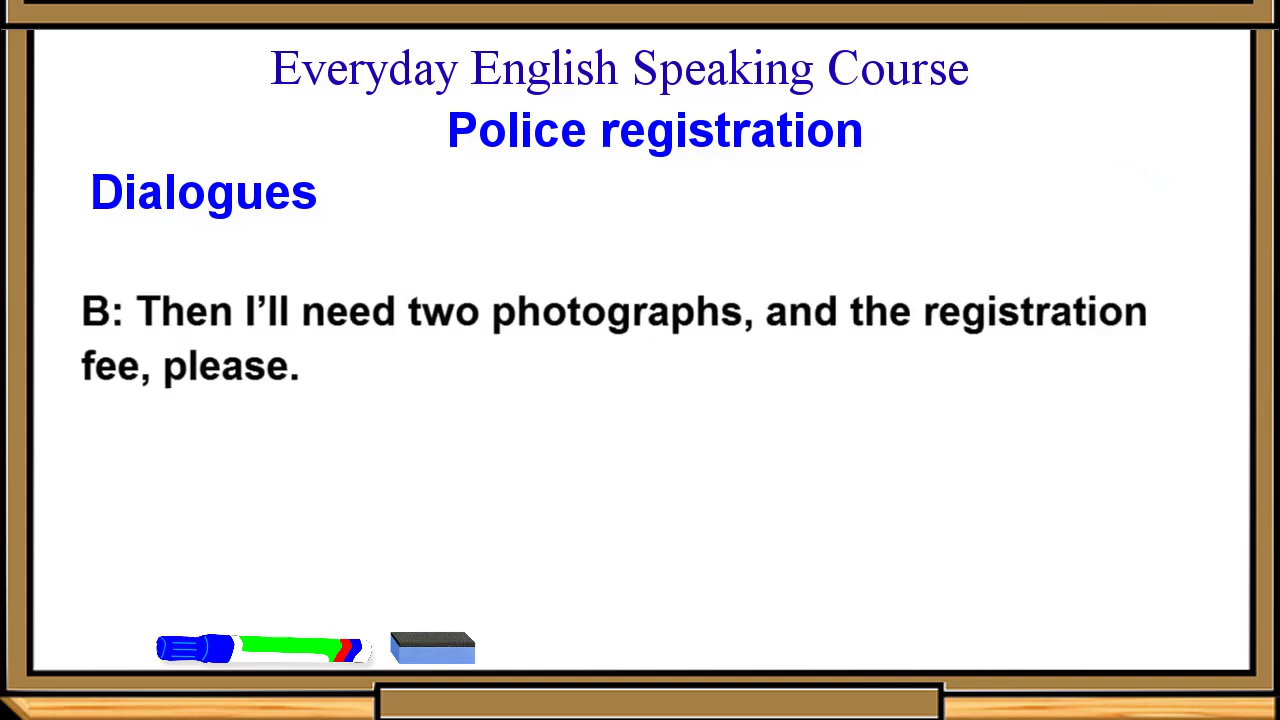 Everyday English Speaking Course
Police registration
Dialogues
B: Then I’ll need two photographs, and the registration
fee, please.